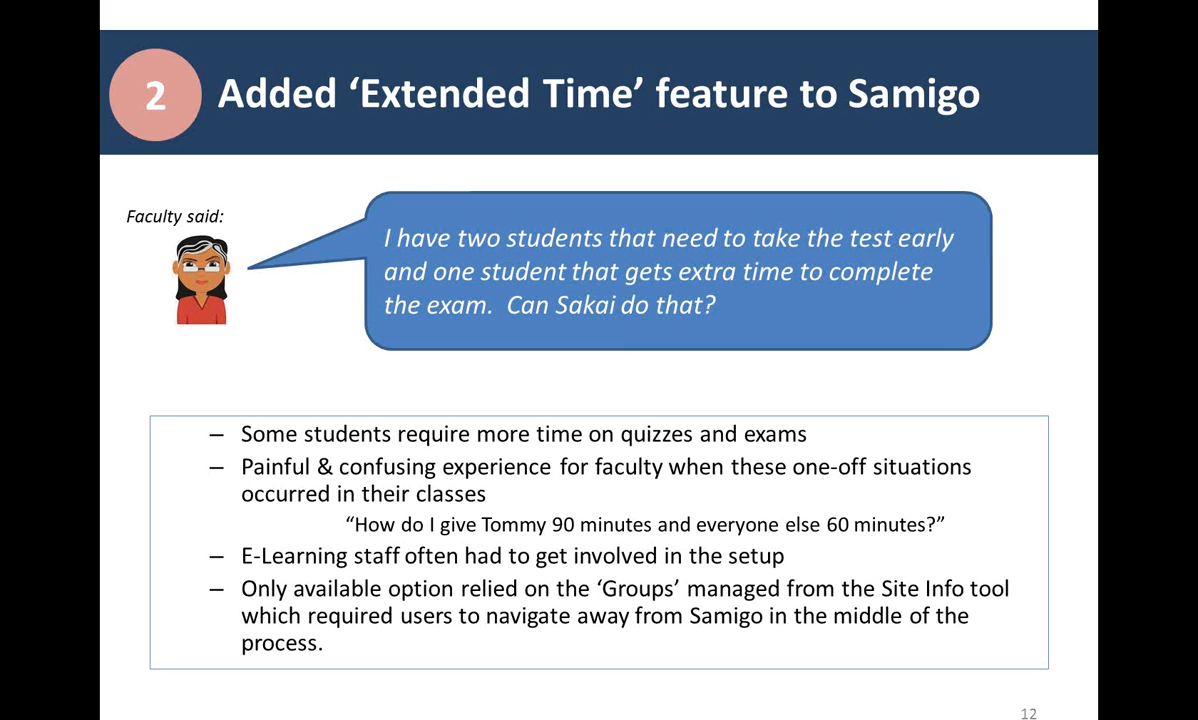 2
Added ‘Extended Time’ feature to Samigo
Faculty said:
I have two students that need to take the test early
and one student that gets extra time to complete
the exam.  Can Sakai do that?
– Some students require more time on quizzes and exams
– Painful & confusing experience for faculty when these one-off situations
occurred in their classes
“How do I give Tommy 90 minutes and everyone else 60 minutes?”
– E-Learning staff often had to get involved in the setup
– Only available option relied on the ‘Groups’ managed from the Site Info tool
which required users to navigate away from Samigo in the middle of the
process.
12